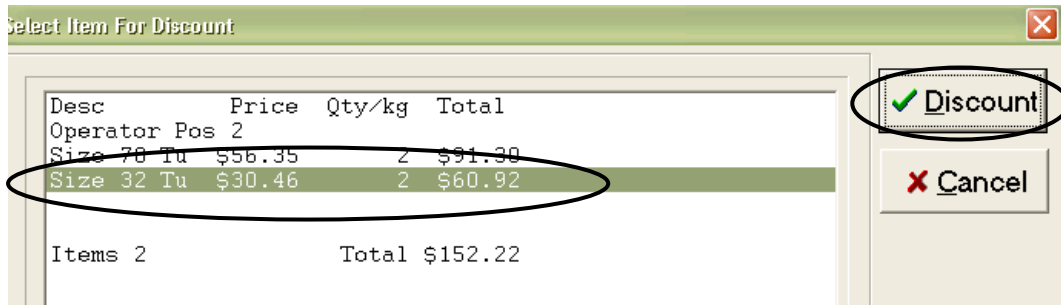 Select Item For Discount
Desc Price Qty/kg Total
Operator Pos 2
Size 70 Tu $56.35 2 $91.30
Size 32 Tu $30.46 2 $60.92
Items 2 Total $152.22
Discount
Cancel